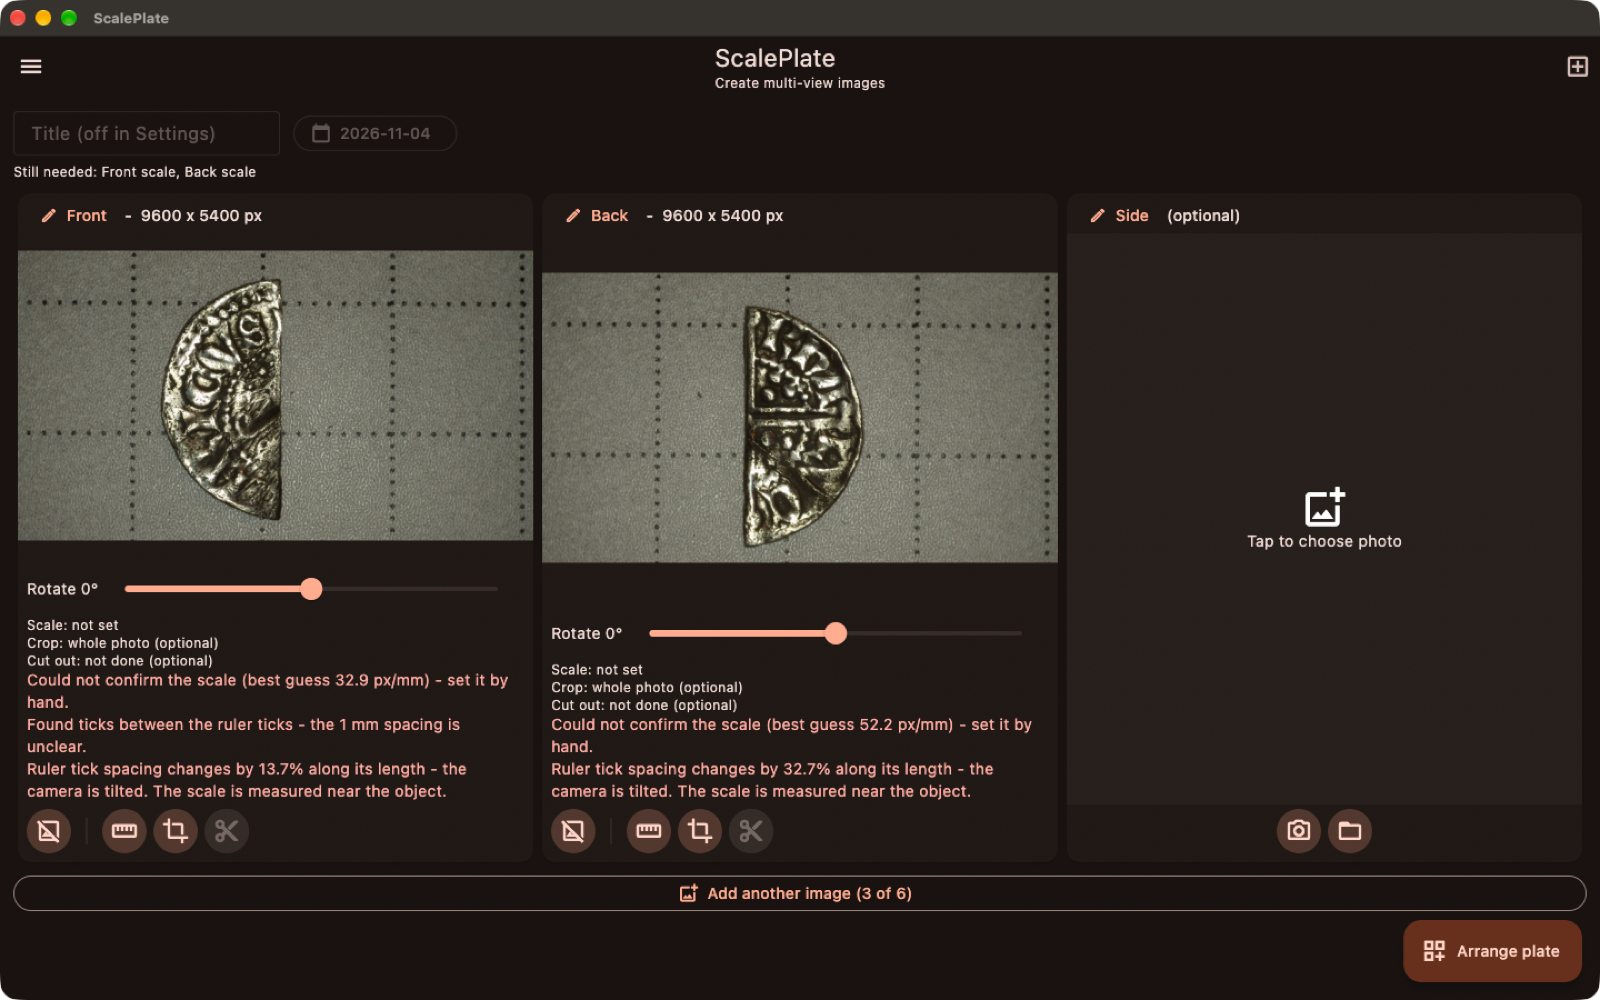 ScalePlate
ScalePlate
Create multi-view images
Title (off in Settings)
2026-11-04
Still needed: Front scale, Back scale
Front - 9600 x 5400 px
Rotate 0°
Scale: not set
Crop: whole photo (optional)
Cut out: not done (optional)
Could not confirm the scale (best guess 32.9 px/mm) - set it by
hand.
Found ticks between the ruler ticks - the 1 mm spacing is
unclear.
Ruler tick spacing changes by 13.7% along its length - the
camera is tilted. The scale is measured near the object.
Back - 9600 x 5400 px
Rotate 0°
Scale: not set
Crop: whole photo (optional)
Cut out: not done (optional)
Could not confirm the scale (best guess 52.2 px/mm) - set it by
hand.
Ruler tick spacing changes by 32.7% along its length - the
camera is tilted. The scale is measured near the object.
Side (optional)
Tap to choose photo
Add another image (3 of 6)
Arrange plate